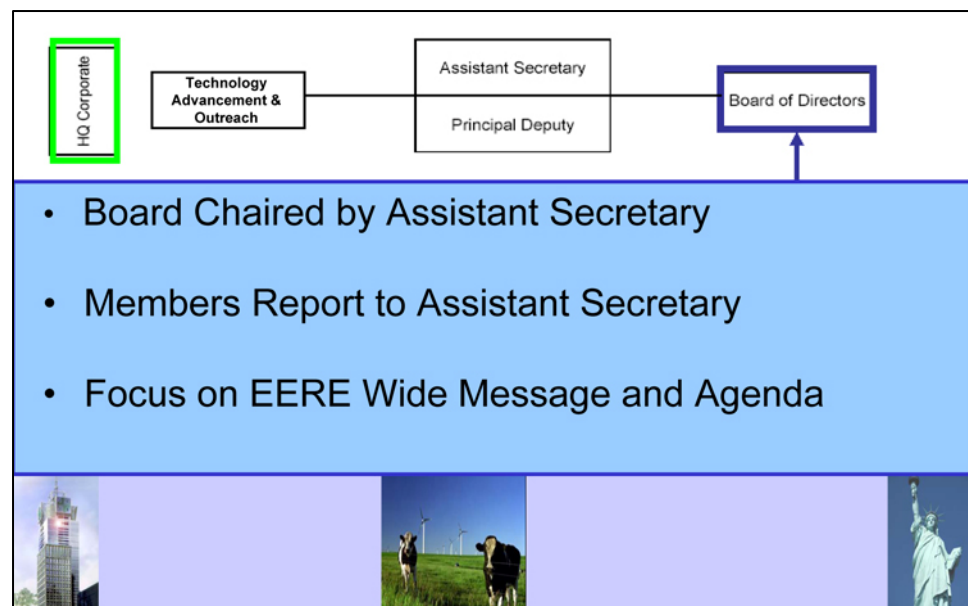 HQ Corporate
Technology
Advancement &
Outreach
Assistant Secretary
Principal Deputy
Board of Directors
• Board Chaired by Assistant Secretary
• Members Report to Assistant Secretary
• Focus on EERE Wide Message and Agenda